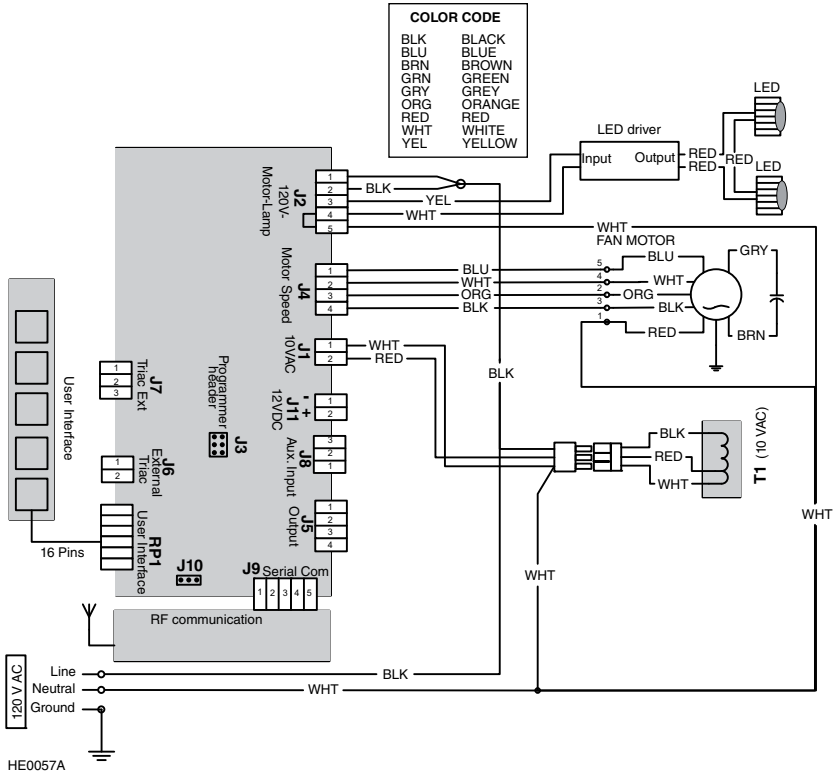 COLOR CODE
BLK BLACK
BLU BLUE
BRN BROWN
GRN GREEN
GRY GREY
ORG ORANGE
RED RED
WHT WHITE
YEL YELLOW
LED
LED driver
Input
Output
RED
RED
RED
LED
J2
120V-
Motor-Lamp
1
2
3
4
5
BLK
YEL
WHT
WHT
FAN MOTOR
J4
Motor Speed
1
2
3
4
BLU
WHT
ORG
BLK
5
4
2
3
1
BLU
WHT
ORG
BLK
RED
GRY
BRN
J1
10VAC
1
2
WHT
RED
BLK
J11
- +
12VDC
1
2
J3
Programmer
header
J7
Triac Ext
1
2
3
J8
Aux. Input
3
2
1
BLK
RED
WHT
T1 (10 VAC)
J6
External
Triac
1
2
User Interface
J5
Output
1
2
3
4
WHT
RP1
User Interface
16 Pins
J10
J9 Serial Com
1 2 3 4 5
WHT
RF communication
120 V AC
Line
BLK
Neutral
WHT
Ground
HE0057A